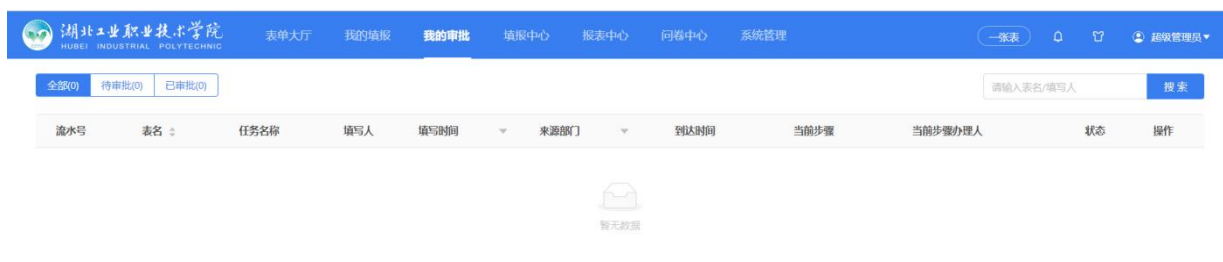 湖北工业职业技术学院
HUBEI INDUSTRIAL POLYTECHNIC
表单大厅 我的填报 我的审批 填报中心 报表中心 问卷中心 系统管理 一张表 超级管理员
全部(0) 待审批(0) 已审批(0) 请输入表名/填写人 搜索
流水号 表名 任务名称 填写人 填写时间 来源部门 到达时间 当前步骤 当前步骤办理人 状态 操作
暂无数据